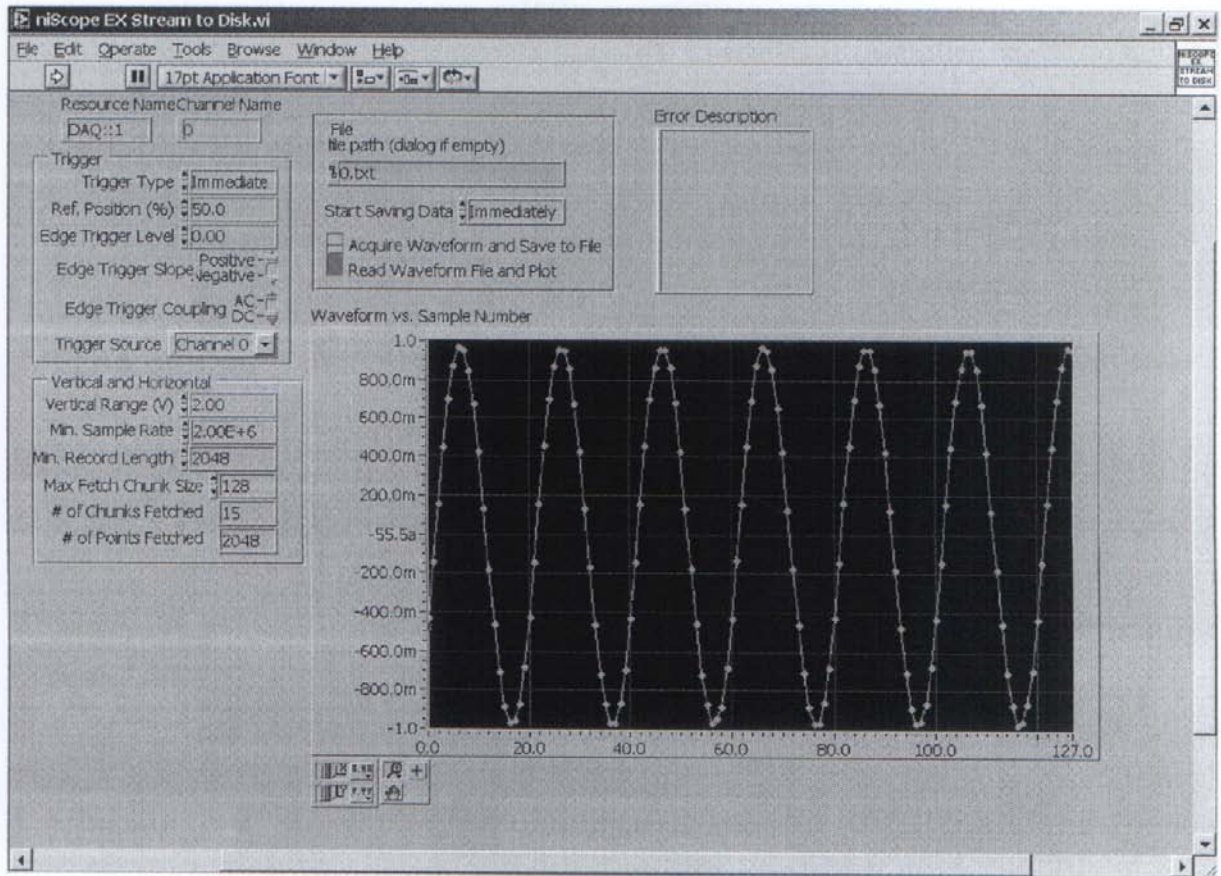 niScope EX Stream to Disk.vi
File Edit Operate Tools Browse Window Help
17pt Application Font
NISCOPE
EX
STREAM
TO DISK
Resource Name Channel Name
DAQ::1 0
Trigger
Trigger Type Immediate
Ref. Position (%) 50.0
Edge Trigger Level 0.00
Edge Trigger Slope Positive
Negative
Edge Trigger Coupling AC
DC
Trigger Source Channel 0
Vertical and Horizontal
Vertical Range (V) 2.00
Min. Sample Rate 2.00E+6
Min. Record Length 2048
Max Fetch Chunk Size 128
# of Chunks Fetched 15
# of Points Fetched 2048
File
file path (dialog if empty)
Start Saving Data Immediately
Acquire Waveform and Save to File
Read Waveform File and Plot
Error Description
Waveform vs. Sample Number
1.0
800.0m
600.0m
400.0m
200.0m
-55.5a
-200.0m
-400.0m
-600.0m
-800.0m
-1.0
0.0 20.0 40.0 60.0 80.0 100.0 127.0